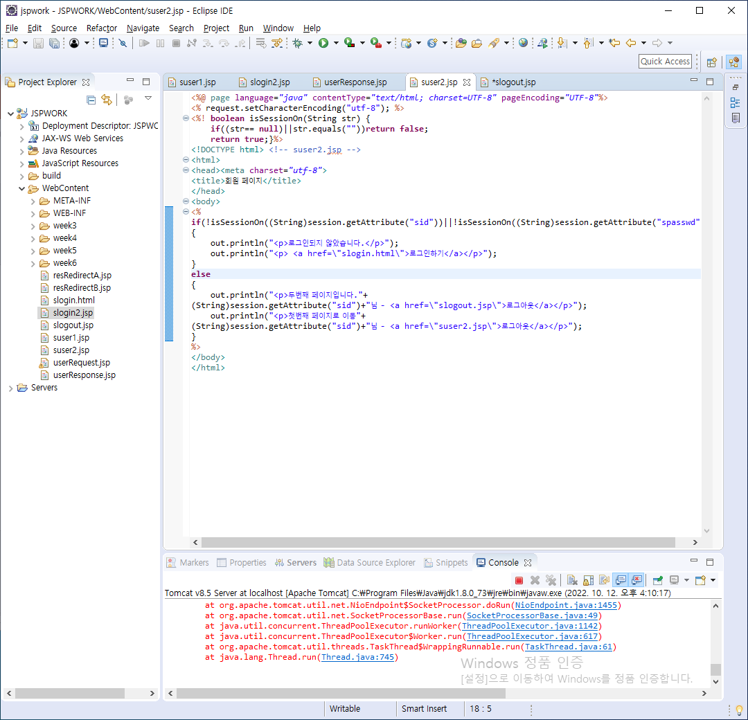 jspwork - JSPWORK/WebContent/suser2.jsp - Eclipse IDE
File Edit Source Refactor Navigate Search Project Run Window Help
Quick Access
Project Explorer
JSPWORK
Deployment Descriptor: JSPWO
JAX-WS Web Services
Java Resources
JavaScript Resources
build
WebContent
META-INF
WEB-INF
week3
week4
week5
week6
resRedirectA.jsp
resRedirectB.jsp
slogin.html
slogin2.jsp
slogout.jsp
suser1.jsp
suser2.jsp
userRequest.jsp
userResponse.jsp
Servers
suser1.jsp slogin2.jsp userResponse.jsp suser2.jsp *slogout.jsp
<%@ page language="java" contentType="text/html; charset=UTF-8" pageEncoding="UTF-8"%>
<% request.setCharacterEncoding("utf-8"); %>
<%! boolean isSessionOn(String str) {
if((str== null)||str.equals(""))return false;
return true;}%>
<!DOCTYPE html> <!-- suser2.jsp -->
<html>
<head><meta charset="utf-8">
<title>회원 페이지</title>
</head>
<body>
<%
if(!isSessionOn((String)session.getAttribute("sid"))||!isSessionOn((String)session.getAttribute("spasswd"
{
out.println("<p>로그인되지 않았습니다.</p>");
out.println("<p> <a href=\"slogin.html\">로그인하기</a></p>");
}
else
{
out.println("<p>두번째 페이지입니다."+
(String)session.getAttribute("sid")+"님 - <a href=\"slogout.jsp\">로그아웃</a></p>");
out.println("<p>첫번째 페이지로 이동"+
(String)session.getAttribute("sid")+"님 - <a href=\"suser2.jsp\">로그아웃</a></p>");
}
%>
</body>
</html>
Markers Properties Servers Data Source Explorer Snippets Console
Tomcat v8.5 Server at localhost [Apache Tomcat] C:₩Program Files₩Java₩jdk1.8.0_73₩jre₩bin₩javaw.exe (2022. 10. 12. 오후 4:10:17)
at org.apache.tomcat.util.net.NioEndpoint$SocketProcessor.doRun(NioEndpoint.java:1455)
at org.apache.tomcat.util.net.SocketProcessorBase.run(SocketProcessorBase.java:49)
at java.util.concurrent.ThreadPoolExecutor.runWorker(ThreadPoolExecutor.java:1142)
at java.util.concurrent.ThreadPoolExecutor$Worker.run(ThreadPoolExecutor.java:617)
at org.apache.tomcat.util.threads.TaskThread$WrappingRunnable.run(TaskThread.java:61)
at java.lang.Thread.run(Thread.java:745)
Windows 정품 인증
[설정]으로 이동하여 Windows를 정품 인증합니다.
Writable Smart Insert 18 : 5